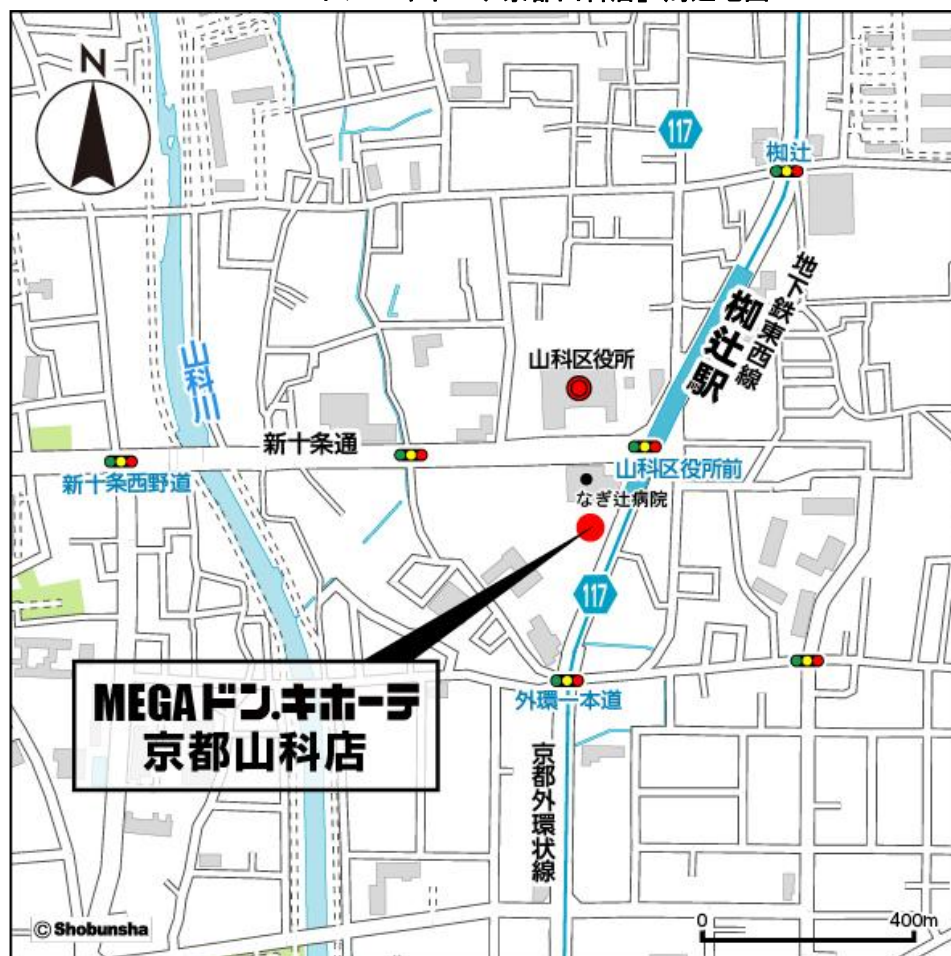 N
117
椥辻
地下鉄東西線
椥辻駅
山科川
山科区役所
新十条通
新十条西野道
山科区役所前
なぎ辻病院
117
MEGAドン.キホーテ
京都山科店
外環一本道
京都外環状線
© Shobunsha
0 400m